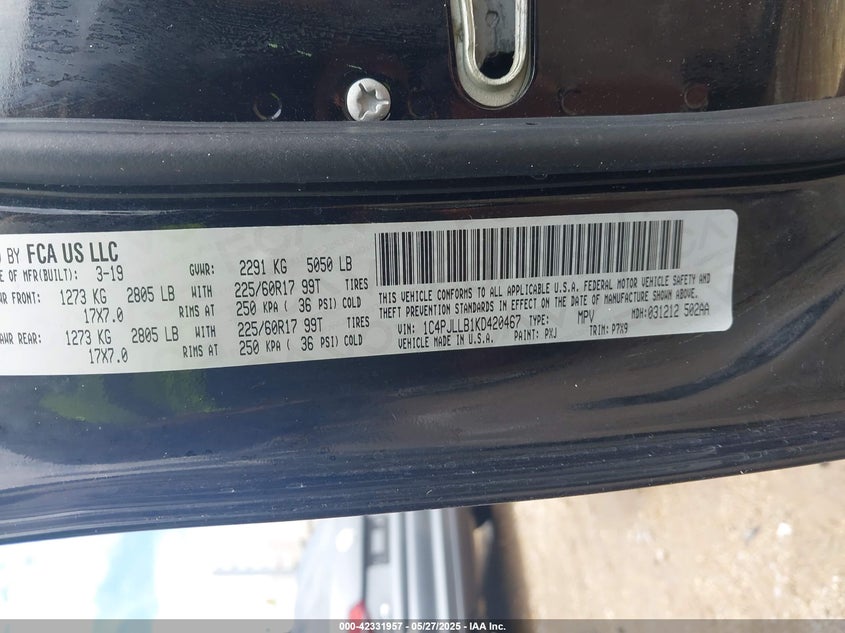 BY FCA US LLC
OF MFR(BUILT): 3-19 GVWR: 2291 KG 5050 LB
FRONT: 1273 KG 2805 LB WITH 225/60R17 99T TIRES
17X7.0 RIMS AT 250 KPA ( 36 PSI) COLD
REAR: 1273 KG 2805 LB WITH 225/60R17 99T TIRES
17X7.0 RIMS AT 250 KPA ( 36 PSI) COLD
THIS VEHICLE CONFORMS TO ALL APPLICABLE U.S.A. FEDERAL MOTOR VEHICLE SAFETY AND
THEFT PREVENTION STANDARDS IN EFFECT ON THE DATE OF MANUFACTURE SHOWN ABOVE.
MDH:031212 502AA
VIN: 1C4PJLLB1KD420467 TYPE: MPV
VEHICLE MADE IN U.S.A. PAINT: PXJ TRIM: P7X9
000-42331957 - 05/27/2025 - IAA, Inc.